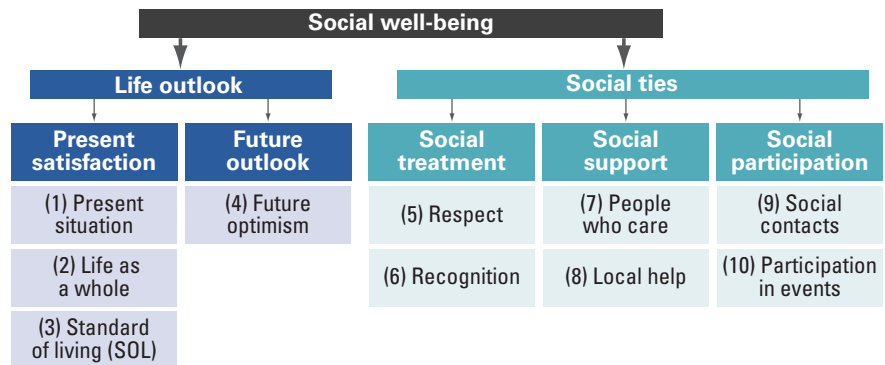 Social well-being
Life outlook
Social ties
Present
satisfaction
Future
outlook
Social
treatment
Social
support
Social
participation
(1) Present
situation
(2) Life as
a whole
(3) Standard
of living (SOL)
(4) Future
optimism
(5) Respect
(6) Recognition
(7) People
who care
(8) Local help
(9) Social
contacts
(10) Participation
in events